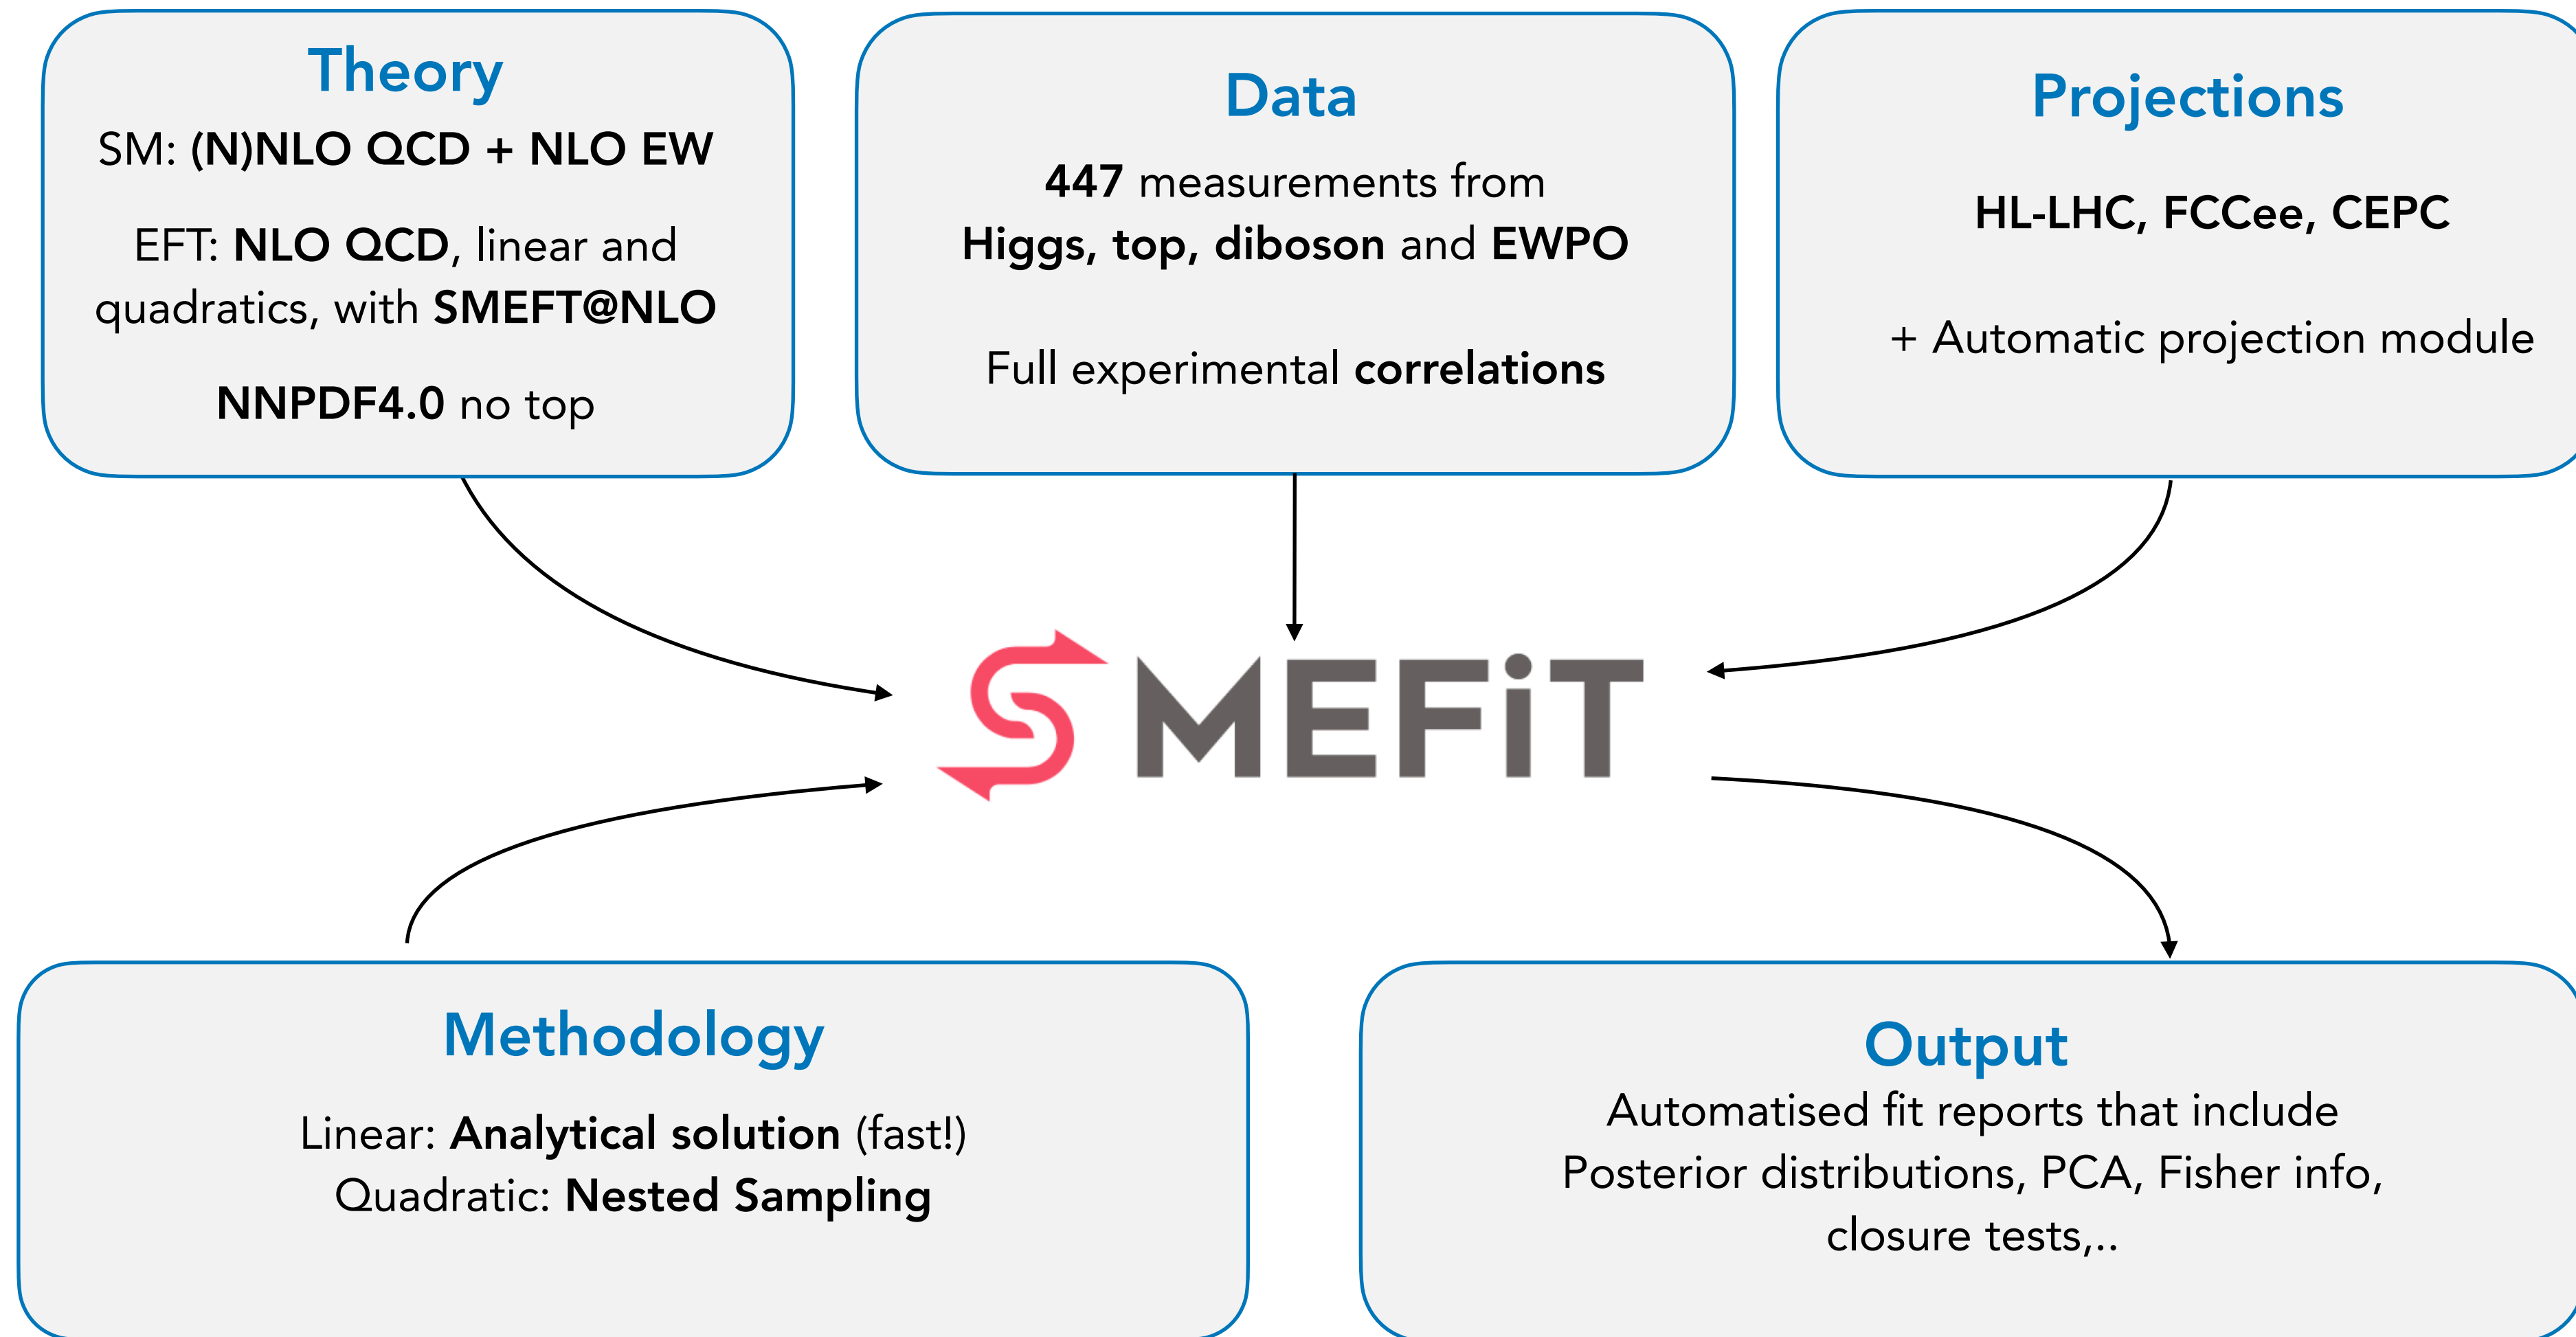 Theory
SM: (N)NLO QCD + NLO EW
EFT: NLO QCD, linear and
quadratics, with SMEFT@NLO
NNPDF4.0 no top
Data
447 measurements from
Higgs, top, diboson and EWPO
Full experimental correlations
Projections
HL-LHC, FCCee, CEPC
+ Automatic projection module
SMEFiT
Methodology
Linear: Analytical solution (fast!)
Quadratic: Nested Sampling
Output
Automatised fit reports that include
Posterior distributions, PCA, Fisher info,
closure tests,..